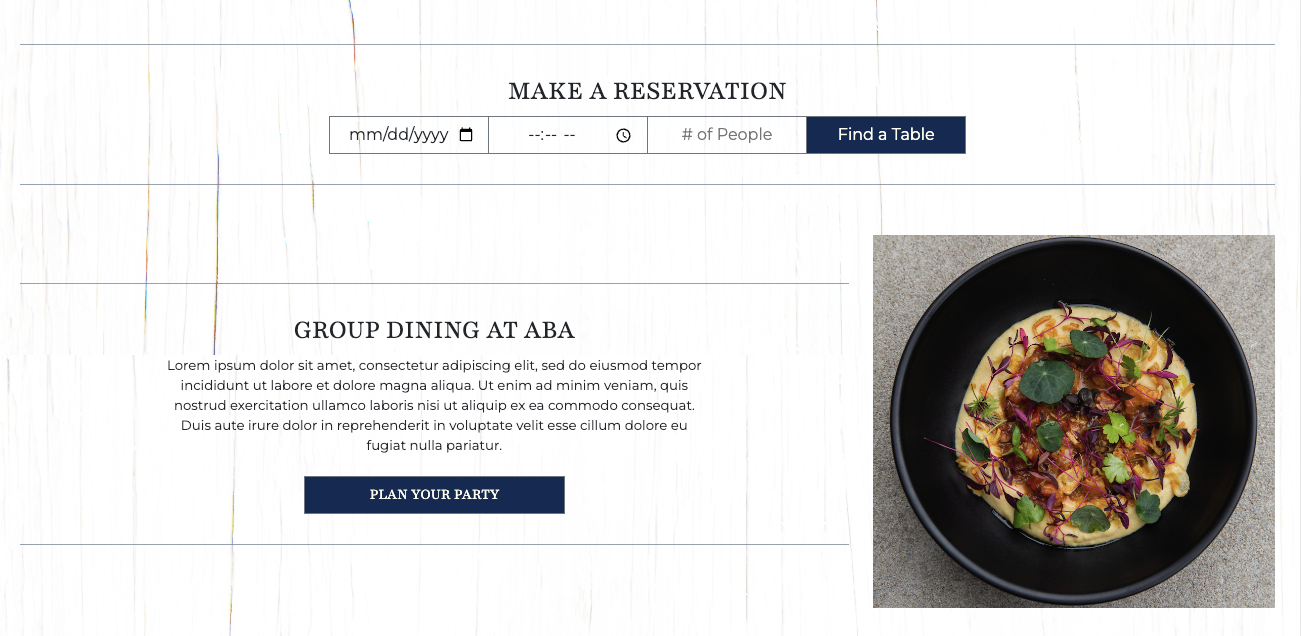 MAKE A RESERVATION
mm/dd/yyyy --:-- -- # of People Find a Table
GROUP DINING AT ABA
Lorem ipsum dolor sit amet, consectetur adipiscing elit, sed do eiusmod tempor
incididunt ut labore et dolore magna aliqua. Ut enim ad minim veniam, quis
nostrud exercitation ullamco laboris nisi ut aliquip ex ea commodo consequat.
Duis aute irure dolor in reprehenderit in voluptate velit esse cillum dolore eu
fugiat nulla pariatur.
PLAN YOUR PARTY